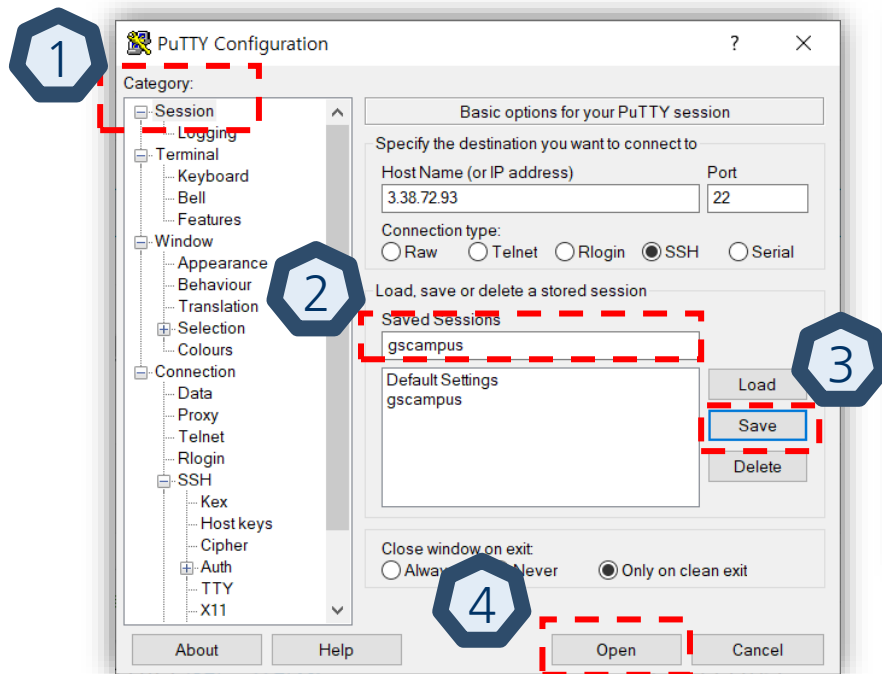 1
PuTTY Configuration
?
Category:
Session
Logging
Terminal
Keyboard
Bell
Features
Window
Appearance
Behaviour
Translation
Selection
Colours
Connection
Data
Proxy
Telnet
Rlogin
SSH
Kex
Host keys
Cipher
Auth
TTY
X11
Basic options for your PuTTY session
Specify the destination you want to connect to
Host Name (or IP address) Port
3.38.72.93 22
Connection type:
Raw Telnet Rlogin SSH Serial
2
Load, save or delete a stored session
Saved Sessions
gscampus
Default Settings
gscampus
Load
3
Save
Delete
Close window on exit:
Never Only on clean exit
4
About Help Open Cancel